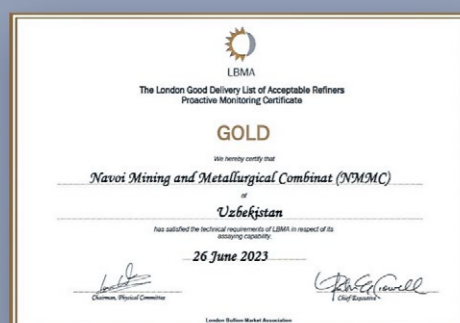 LBMA
The London Good Delivery List of Acceptable Refiners
Proactive Monitoring Certificate
GOLD
We hereby certify that
Navoi Mining and Metallurgical Combinat (NMMC)
of
Uzbekistan
has satisfied the technical requirements of LBMA in respect of its
assaying capability.
26 June 2023
Chairman, Physical Committee
Chief Executive
London Bullion Market Association